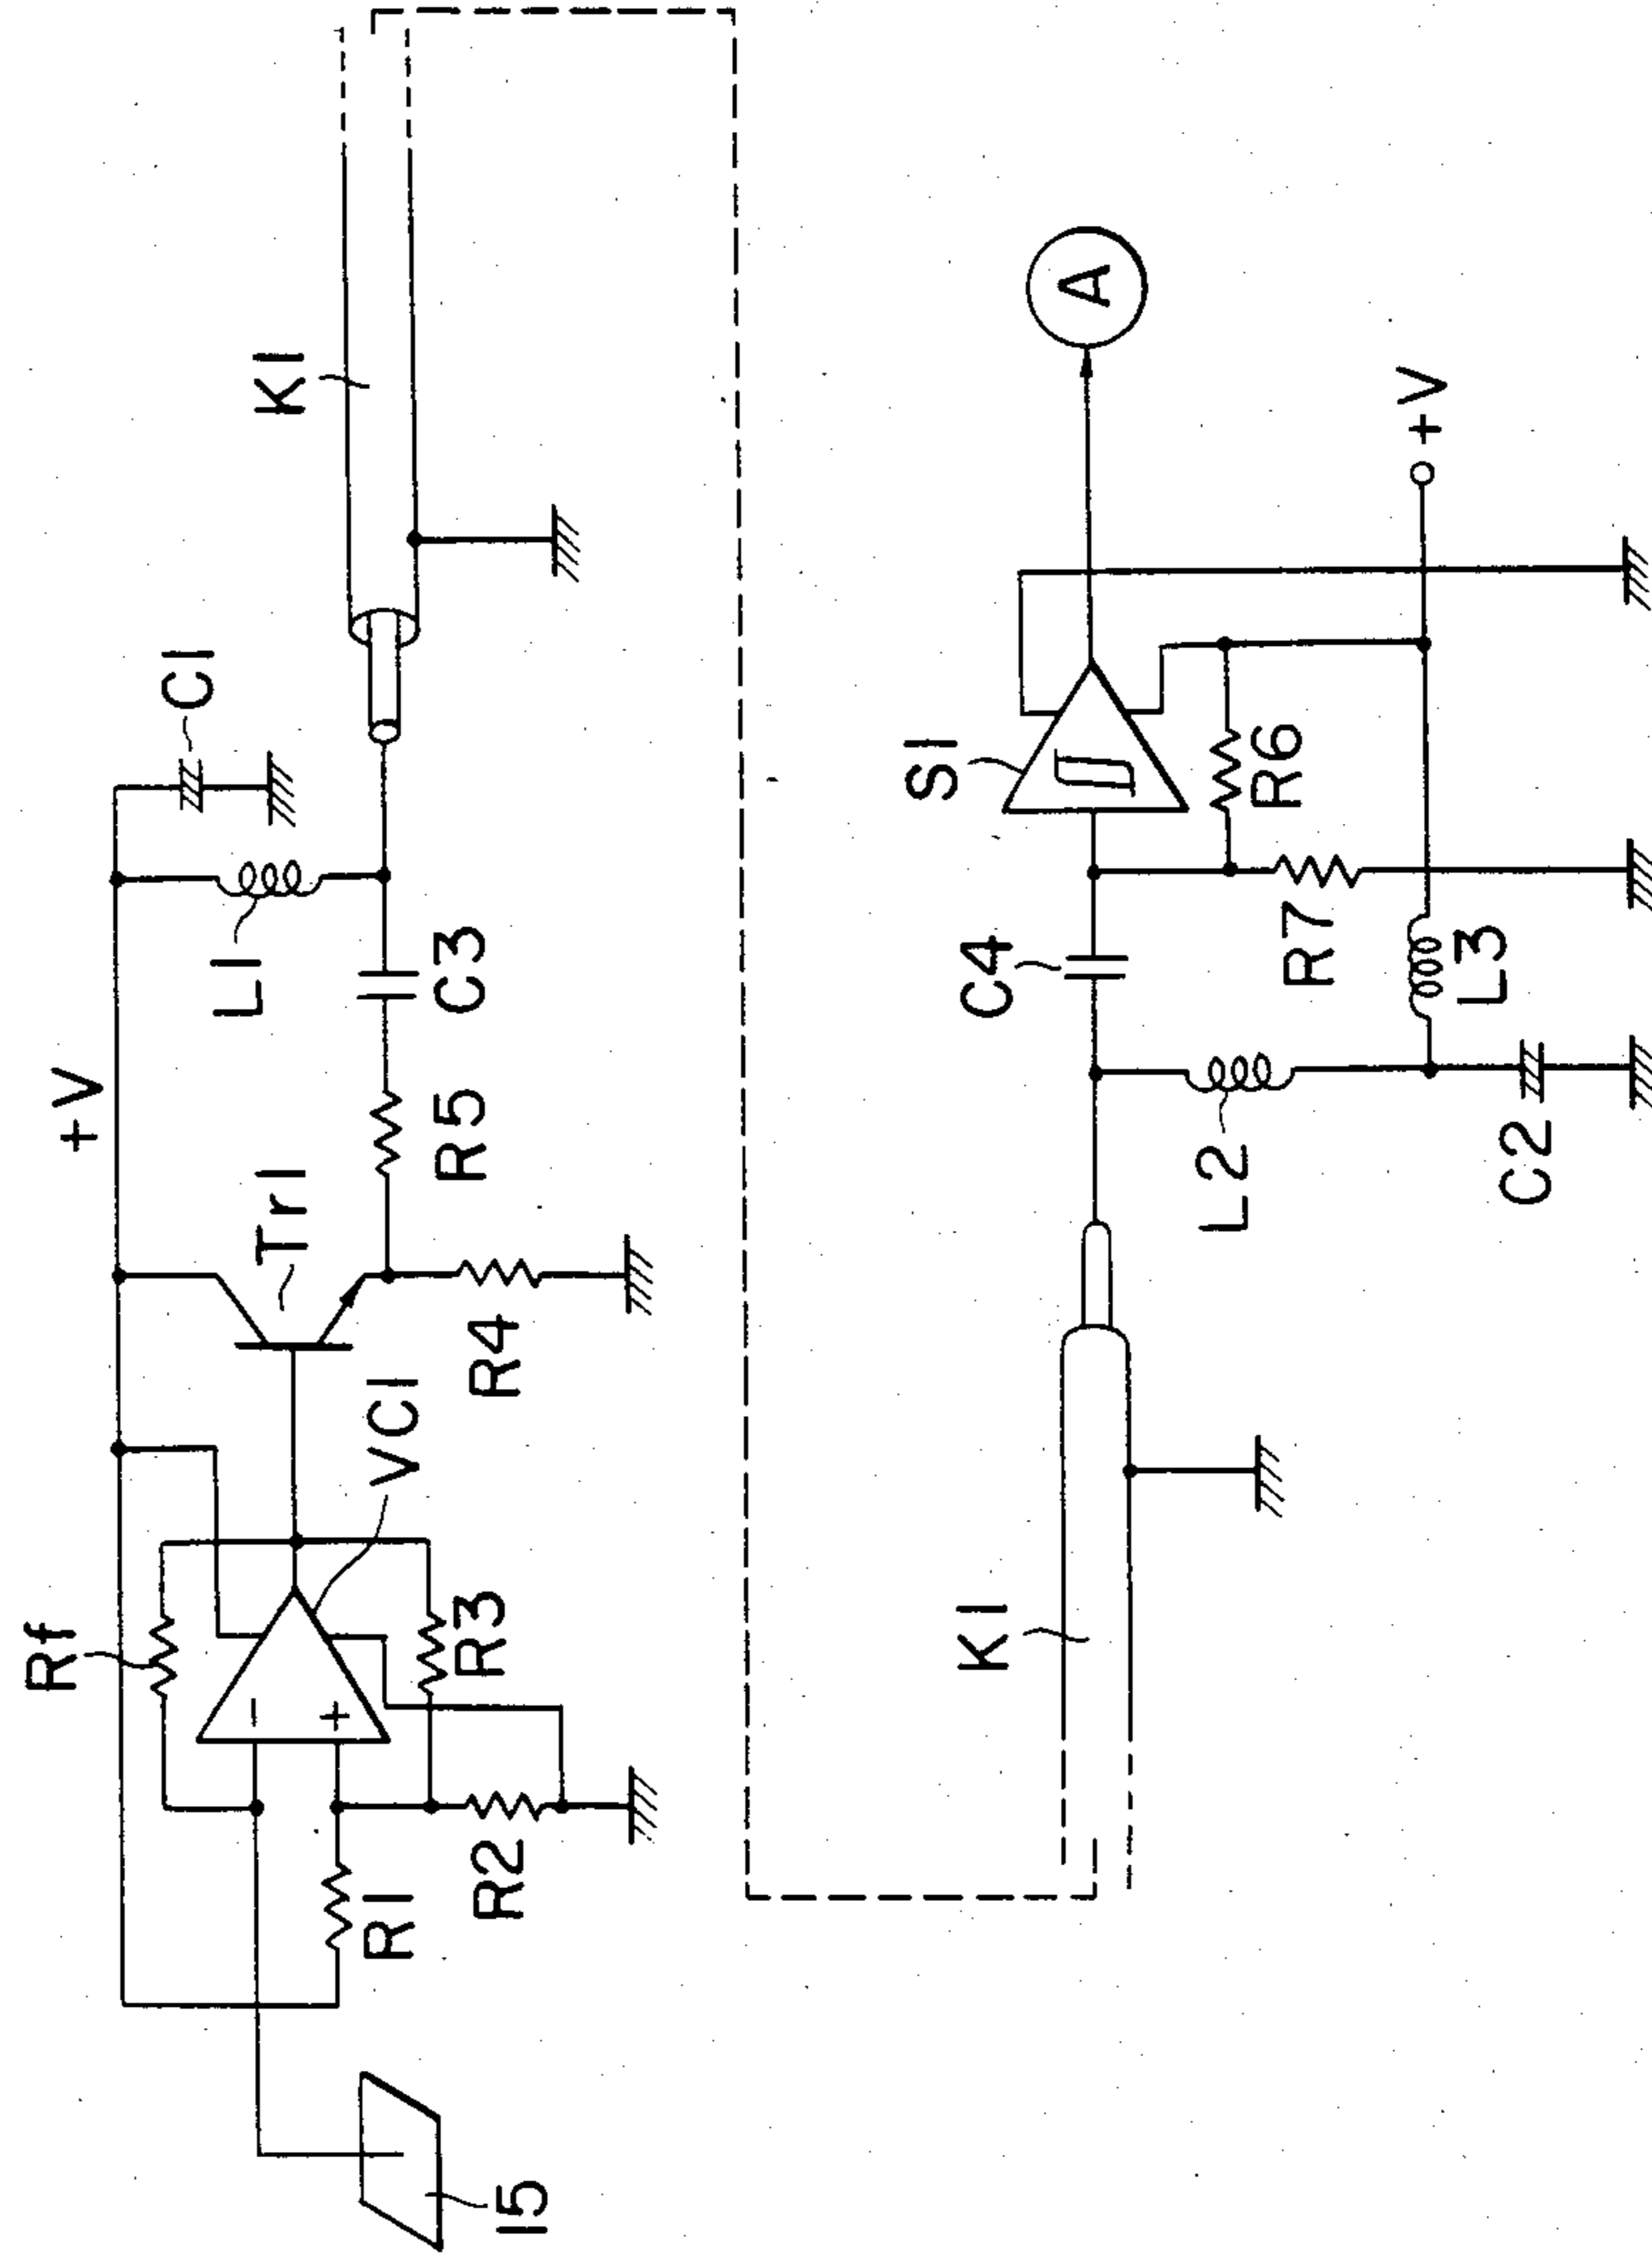 +V
Rf
L1
C1
K1
Tr1
−
+
VC1
R3
R5
C3
R1
R2
R4
15
K1
C4
S1
A
L2
R7
R6
C2
L3
+V